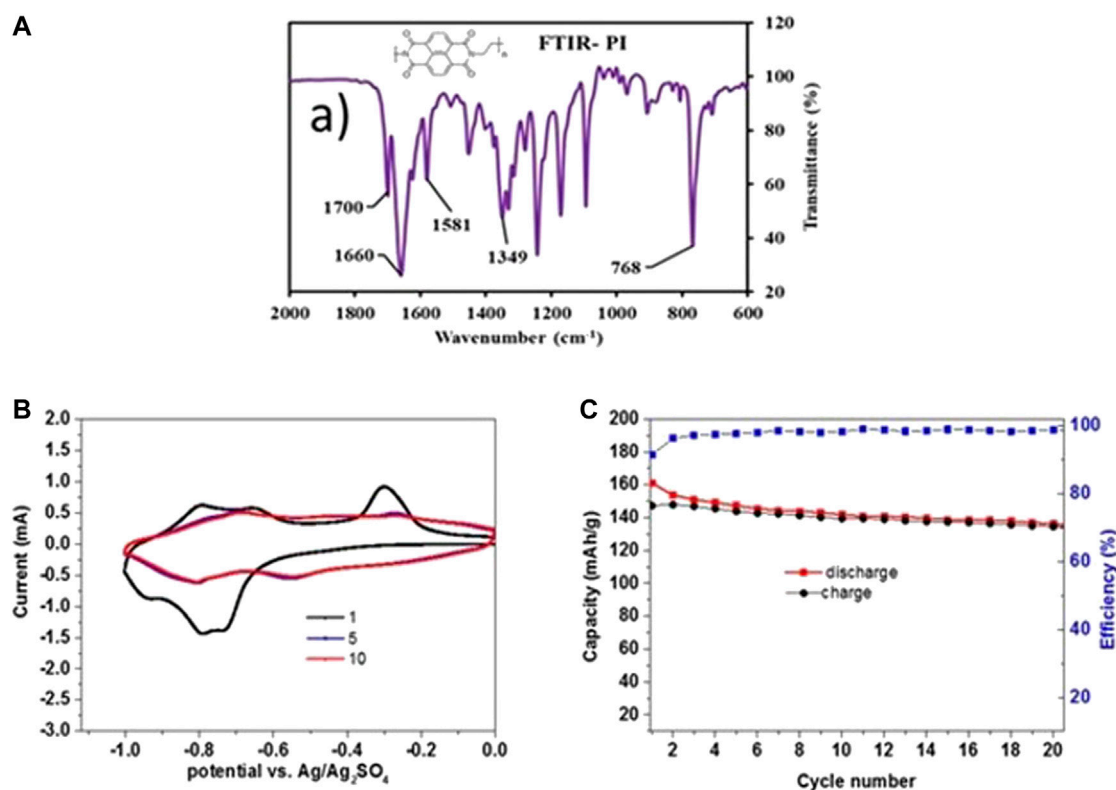 A
FTIR- PI
a)
O
O
N
N
n
O
O
1700
1660
1581
1349
768
120
100
80
60
40
20
Transmittance (%)
2000 1800 1600 1400 1200 1000 800 600
Wavenumber (cm-1)
B
2.0
1.5
1.0
0.5
0.0
-0.5
-1.0
-1.5
-2.0
-2.5
-3.0
Current (mA)
1
5
10
-1.0 -0.8 -0.6 -0.4 -0.2 0.0
potential vs. Ag/Ag2SO4
C
200
180
160
140
120
100
80
60
40
20
Capacity (mAh/g)
discharge
charge
100
80
60
40
20
Efficiency (%)
2 4 6 8 10 12 14 16 18 20
Cycle number